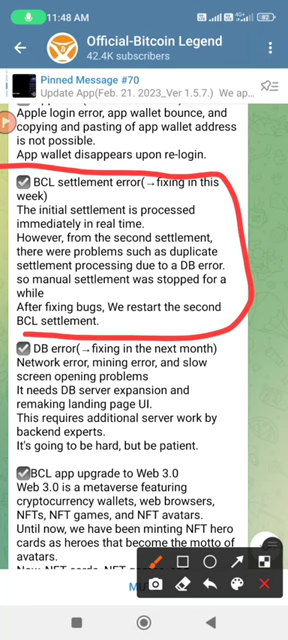 11:48 AM
82
Official-Bitcoin Legend
42.4K subscribers
Pinned Message #70
Update App(Feb. 21. 2023_Ver 1.5.7.) We ap...
Apple login error, app wallet bounce, and
copying and pasting of app wallet address
is not possible.
App wallet disappears upon re-login.
☑BCL settlement error(→fixing in this
week)
The initial settlement is processed
immediately in real time.
However, from the second settlement,
there were problems such as duplicate
settlement processing due to a DB error.
so manual settlement was stopped for a
while
After fixing bugs, We restart the second
BCL settlement.
☑DB error(→fixing in the next month)
Network error, mining error, and slow
screen opening problems
It needs DB server expansion and
remaking landing page UI.
This requires additional server work by
backend experts.
It's going to be hard, but be patient.
☑BCL app upgrade to Web 3.0
Web 3.0 is a metaverse featuring
cryptocurrency wallets, web browsers,
NFTs, NFT games, and NFT avatars.
Until now, we have been minting NFT hero
cards as heroes that become the motto of
avatars.